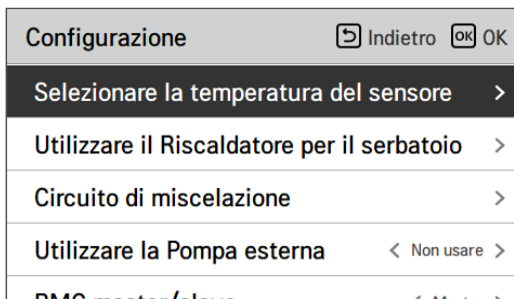 Configurazione Indietro OK OK
Selezionare la temperatura del sensore >
Utilizzare il Riscaldatore per il serbatoio >
Circuito di miscelazione >
Utilizzare la Pompa esterna < Non usare >